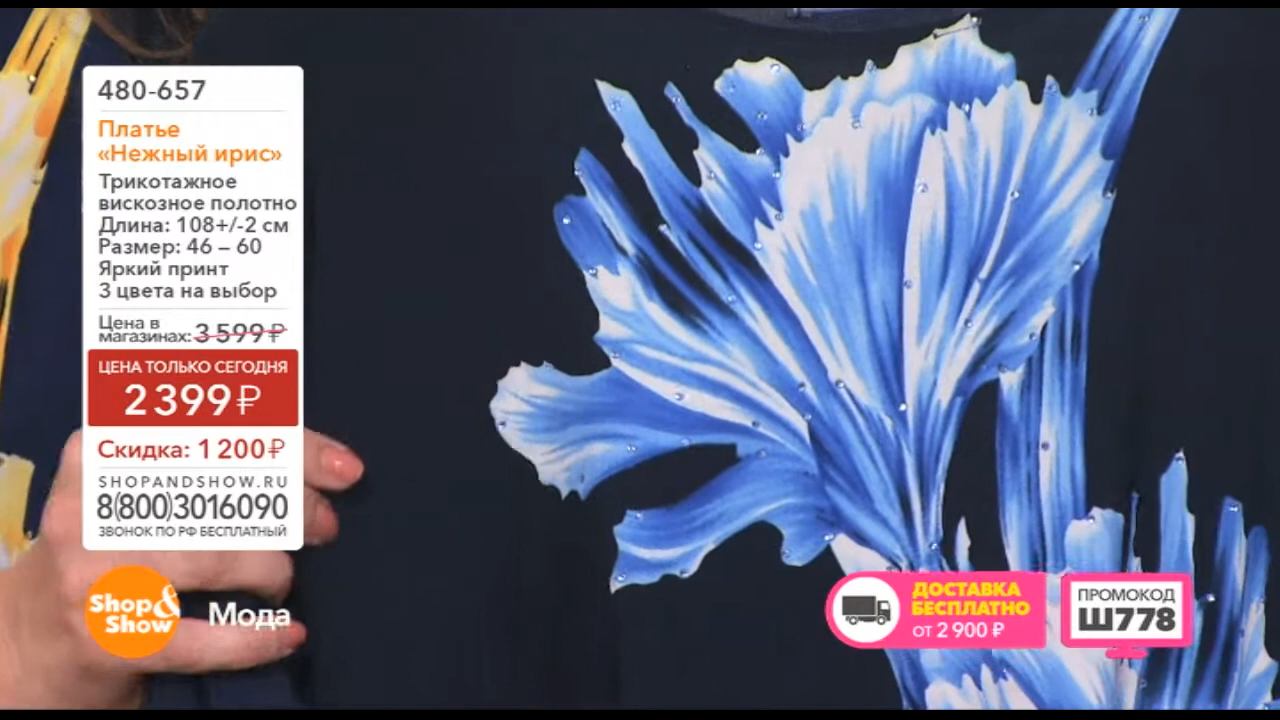 480-657
Платье
«Нежный ирис»
Трикотажное
вискозное полотно
Длина: 108+/-2 см
Размер: 46 – 60
Яркий принт
3 цвета на выбор
Цена в
магазинах: 3 599 ₽
ЦЕНА ТОЛЬКО СЕГОДНЯ
2 399 ₽
Скидка: 1 200 ₽
SHOPANDSHOW.RU
8(800)3016090
ЗВОНОК ПО РФ БЕСПЛАТНЫЙ
Shop &
Show
Мода
ДОСТАВКА
БЕСПЛАТНО
ОТ 2 900 ₽
ПРОМОКОД
Ш778